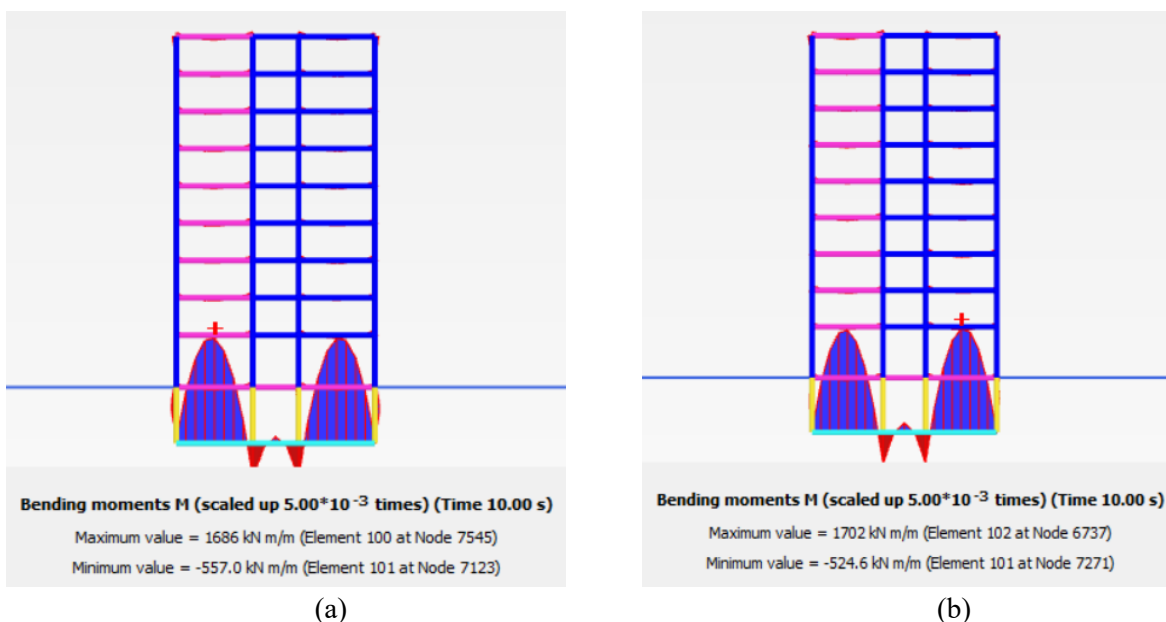 Bending moments M (scaled up 5.00*10 -3 times) (Time 10.00 s)
Maximum value = 1686 kN m/m (Element 100 at Node 7545)
Minimum value = -557.0 kN m/m (Element 101 at Node 7123)
(a)
Bending moments M (scaled up 5.00*10 -3 times) (Time 10.00 s)
Maximum value = 1702 kN m/m (Element 102 at Node 6737)
Minimum value = -524.6 kN m/m (Element 101 at Node 7271)
(b)